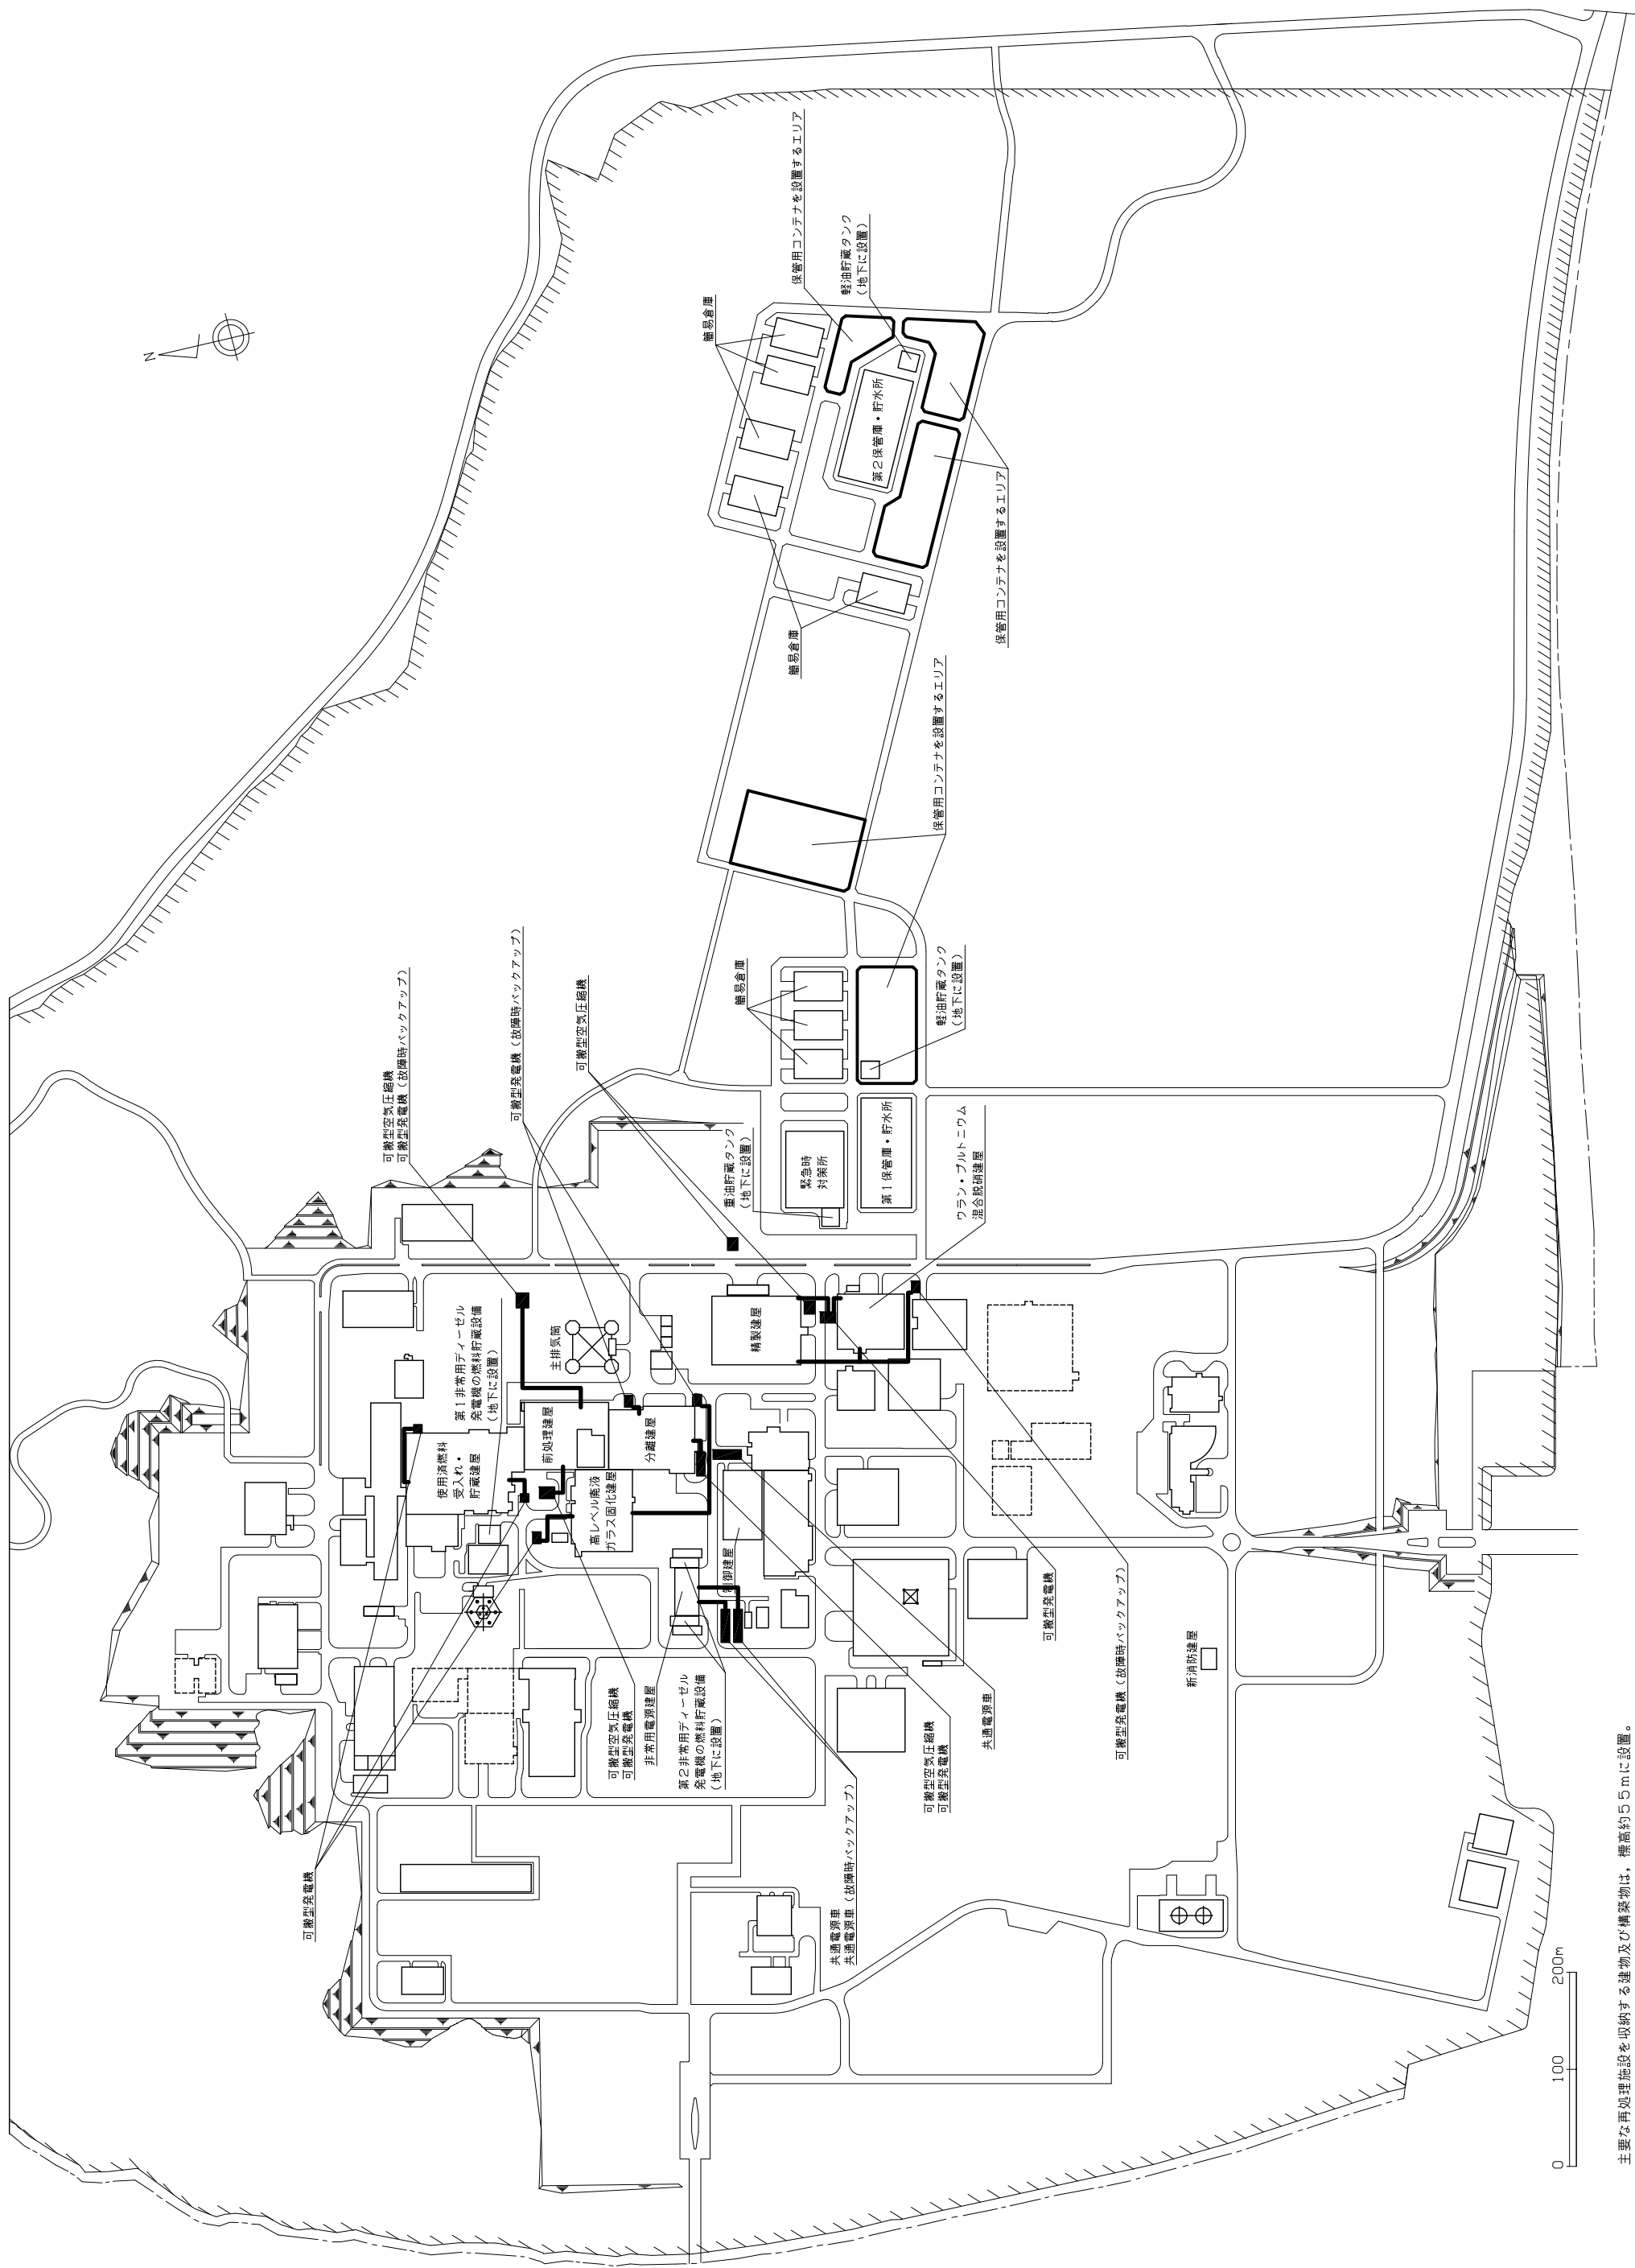 N
保管用コンテナを設置するエリア
軽油貯蔵タンク
（地下に設置）
簡易倉庫
第２保管庫・貯水所
保管用コンテナを設置するエリア
簡易倉庫
保管用コンテナを設置するエリア
可搬型空気圧縮機
可搬型発電機（故障時バックアップ）
可搬型発電機（故障時バックアップ）
可搬型空気圧縮機
簡易倉庫
軽油貯蔵タンク
（地下に設置）
重油貯蔵タンク
（地下に設置）
緊急時
対策所
第１保管庫・貯水所
ウラン・プルトニウム
混合脱硝建屋
第１非常用ディーゼル
発電機の燃料貯蔵設備
（地下に設置）
主排気筒
精製建屋
使用済燃料
受入れ・
貯蔵建屋
前処理建屋
分離建屋
高レベル廃液
ガラス固化建屋
制御建屋
可搬型発電機
可搬型空気圧縮機
可搬型発電機
非常用電源建屋
第２非常用ディーゼル
発電機の燃料貯蔵設備
（地下に設置）
共通電源車
共通電源車（故障時バックアップ）
可搬型空気圧縮機
可搬型発電機
共通電源車
可搬型発電機
可搬型発電機（故障時バックアップ）
新消防建屋
0 100 200m
主要な再処理施設を収納する建物及び構築物は，標高約５５ｍに設置。